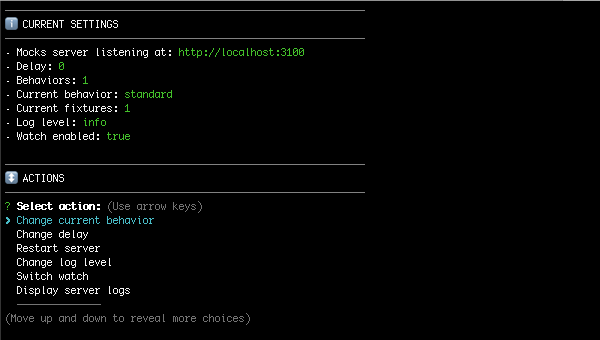 CURRENT SETTINGS
- Mocks server listening at: http://localhost:3100
- Delay: 0
- Behaviors: 1
- Current behavior: standard
- Current fixtures: 1
- Log level: info
- Watch enabled: true
ACTIONS
? Select action: (Use arrow keys)
❯ Change current behavior
Change delay
Restart server
Change log level
Switch watch
Display server logs
(Move up and down to reveal more choices)